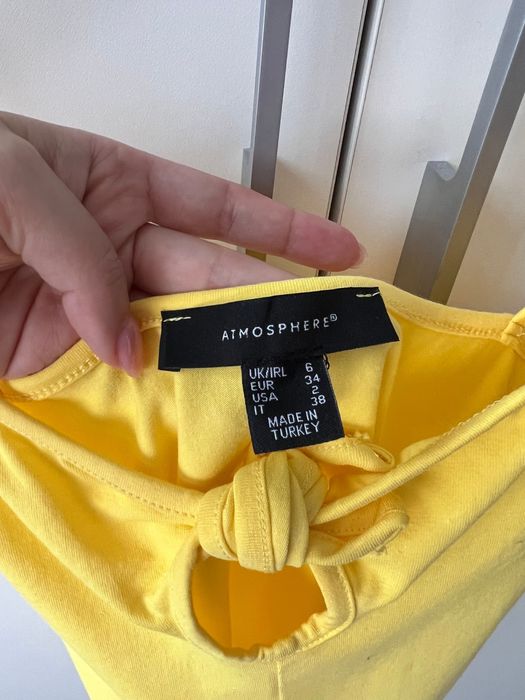 ATMOSPHERE®
UK/IRL 6
EUR 34
USA 2
IT 38
MADE IN
TURKEY